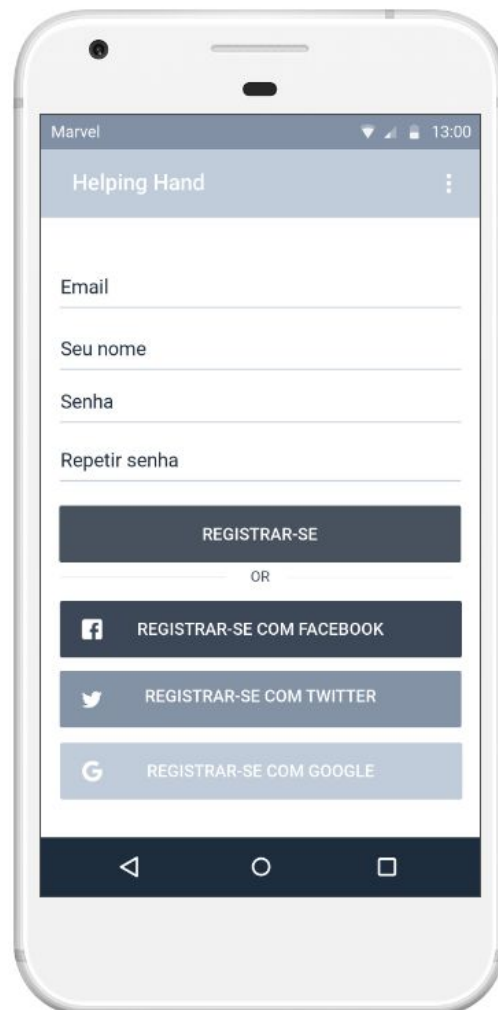 Marvel 13:00
Helping Hand
Email
Seu nome
Senha
Repetir senha
REGISTRAR-SE
OR
REGISTRAR-SE COM FACEBOOK
REGISTRAR-SE COM TWITTER
REGISTRAR-SE COM GOOGLE